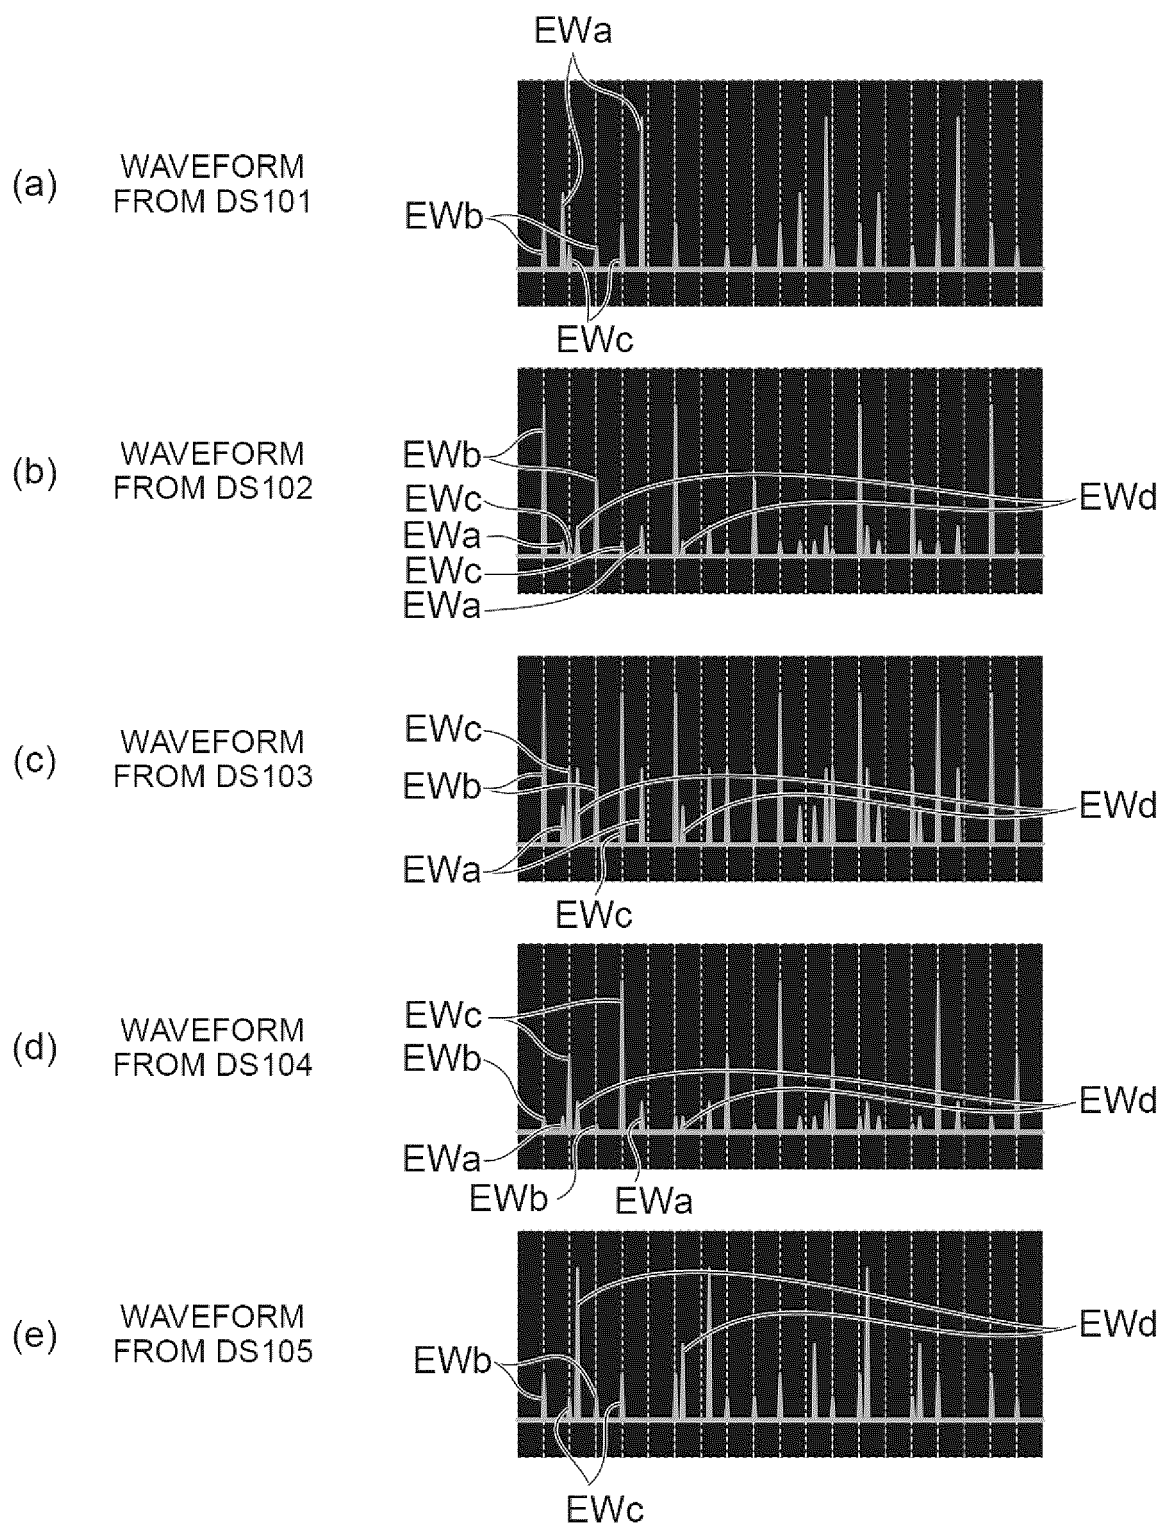 EWa
(a)
WAVEFORM
FROM DS101
EWb
EWc
(b)
WAVEFORM
FROM DS102
EWb
EWc
EWa
EWc
EWa
EWd
(c)
WAVEFORM
FROM DS103
EWc
EWb
EWa
EWc
EWd
(d)
WAVEFORM
FROM DS104
EWc
EWb
EWa
EWb
EWa
EWd
(e)
WAVEFORM
FROM DS105
EWb
EWc
EWd